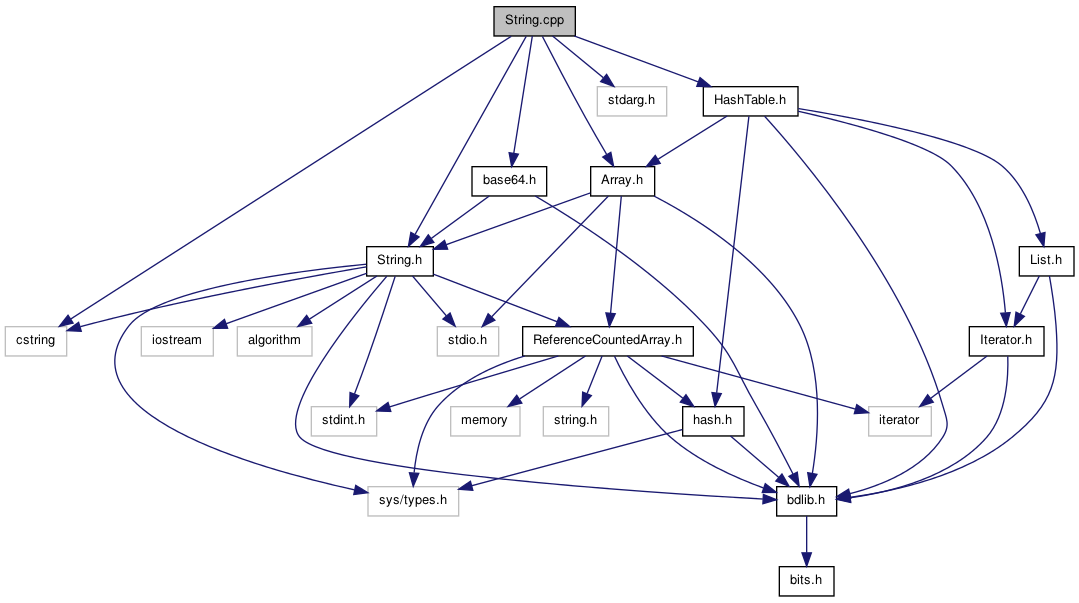 String.cpp
stdarg.h
HashTable.h
base64.h
Array.h
String.h
List.h
cstring
iostream
algorithm
stdio.h
ReferenceCountedArray.h
Iterator.h
stdint.h
memory
string.h
hash.h
iterator
sys/types.h
bdlib.h
bits.h